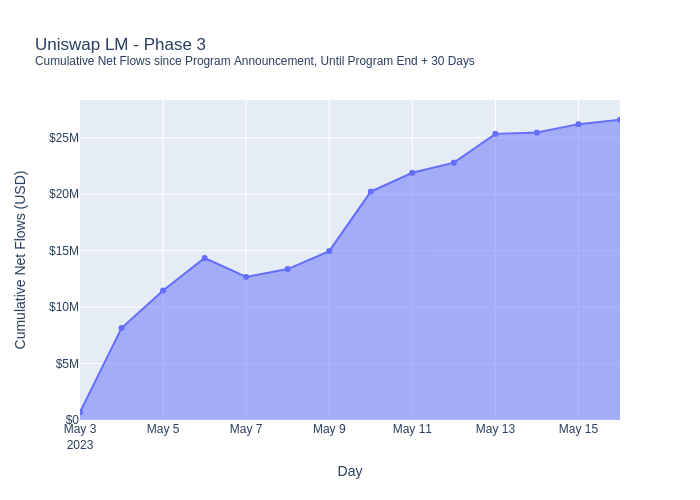 Uniswap LM - Phase 3
Cumulative Net Flows since Program Announcement, Until Program End + 30 Days
Cumulative Net Flows (USD)
$25M
$20M
$15M
$10M
$5M
$0
May 3 May 5 May 7 May 9 May 11 May 13 May 15
2023
Day